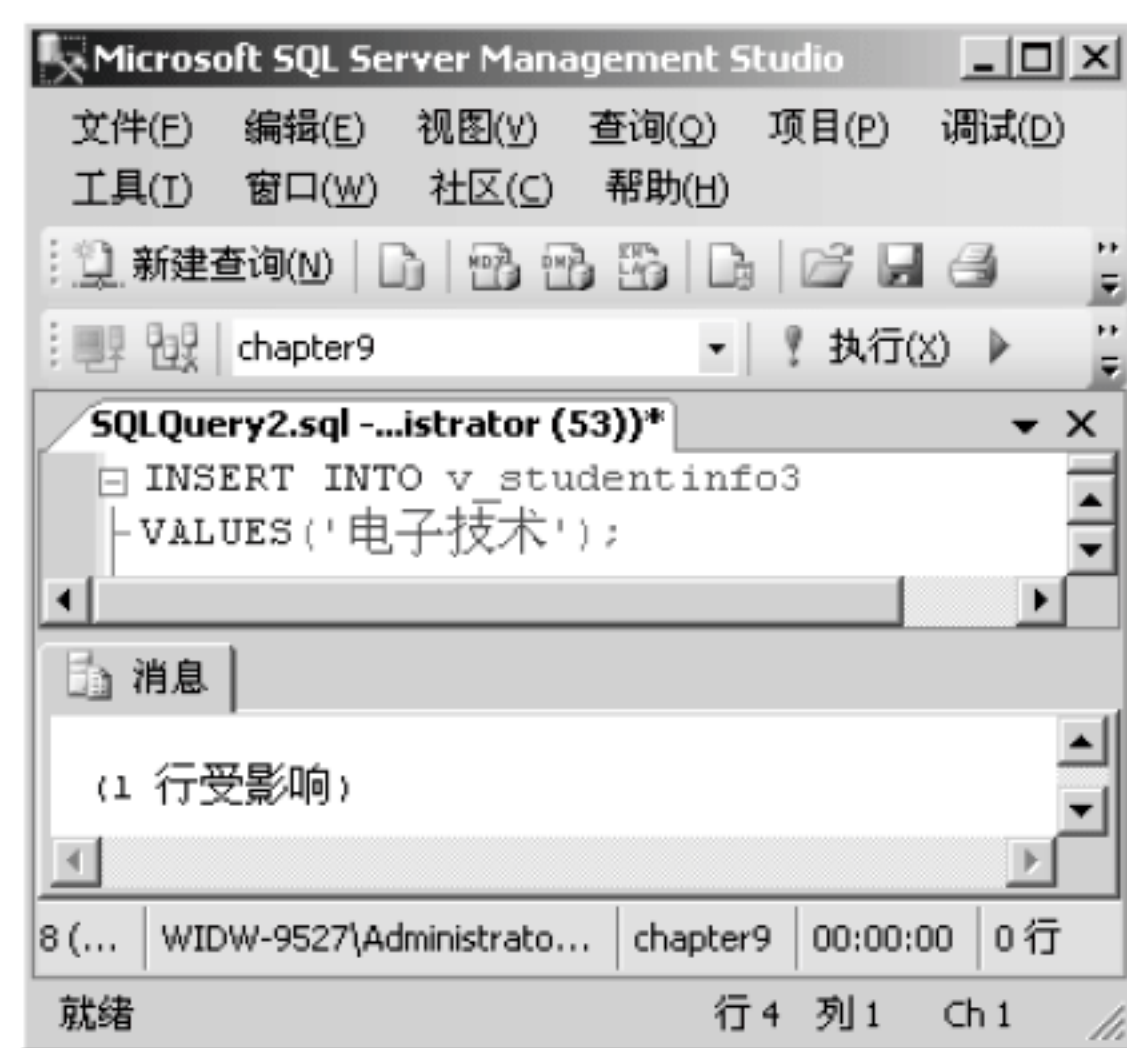 Microsoft SQL Server Management Studio
文件(F) 编辑(E) 视图(V) 查询(Q) 项目(P) 调试(D)
工具(T) 窗口(W) 社区(C) 帮助(H)
新建查询(N)
chapter9 执行(X)
SQLQuery2.sql -...istrator (53))*
INSERT INTO v_studentinfo3
VALUES('电子技术');
消息
(1 行受影响)
8 (... WIDW-9527\Administrato... chapter9 00:00:00 0 行
就绪 行 4 列 1 Ch 1